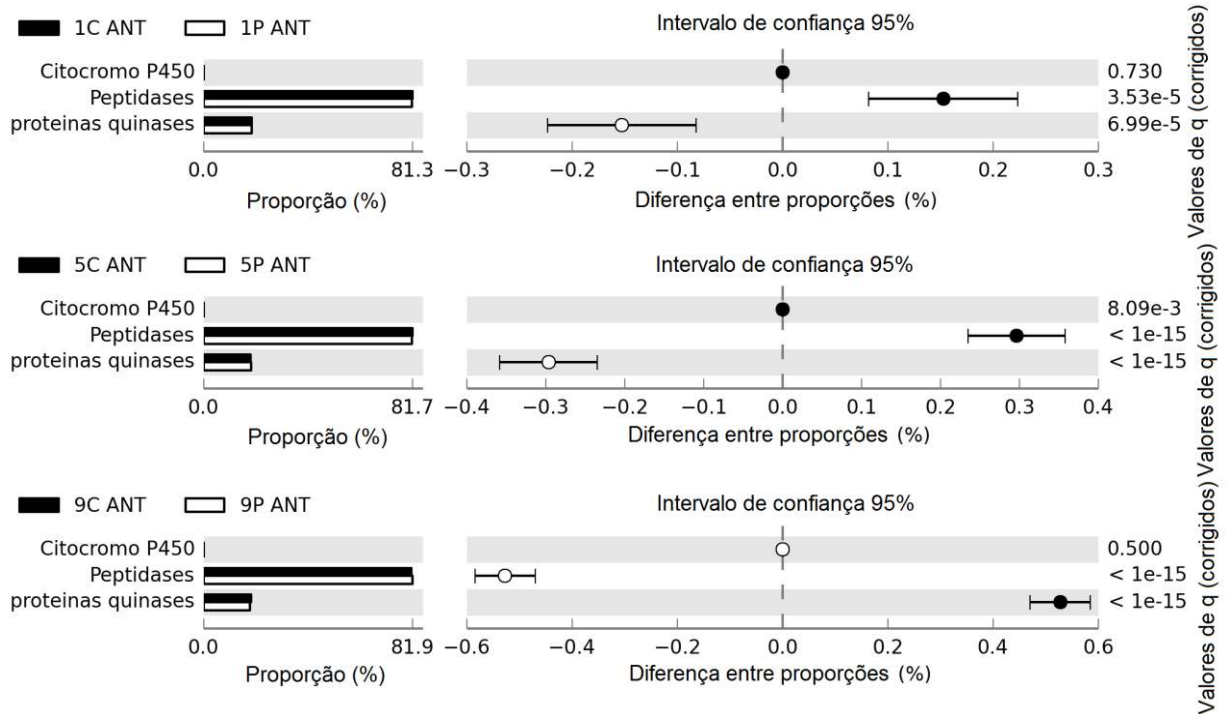 1C ANT 1P ANT Intervalo de confiança 95%
Citocromo P450 0.730
Peptidases 3.53e-5
proteinas quinases 6.99e-5
0.0 81.3 −0.3 −0.2 −0.1 0.0 0.1 0.2 0.3
Proporção (%) Diferença entre proporções (%)
Valores de q (corrigidos)
5C ANT 5P ANT Intervalo de confiança 95%
Citocromo P450 8.09e-3
Peptidases < 1e-15
proteinas quinases < 1e-15
0.0 81.7 −0.4 −0.3 −0.2 −0.1 0.0 0.1 0.2 0.3 0.4
Proporção (%) Diferença entre proporções (%)
Valores de q (corrigidos)
9C ANT 9P ANT Intervalo de confiança 95%
Citocromo P450 0.500
Peptidases < 1e-15
proteinas quinases < 1e-15
0.0 81.9 −0.6 −0.4 −0.2 0.0 0.2 0.4 0.6
Proporção (%) Diferença entre proporções (%)
Valores de q (corrigidos)